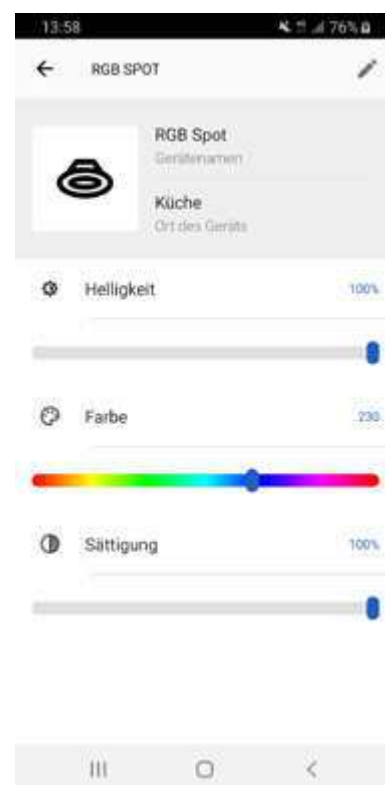 13:58
76%
RGB SPOT
RGB Spot
Gerätenamen
Küche
Ort des Geräts
Helligkeit
100%
Farbe
230
Sättigung
100%